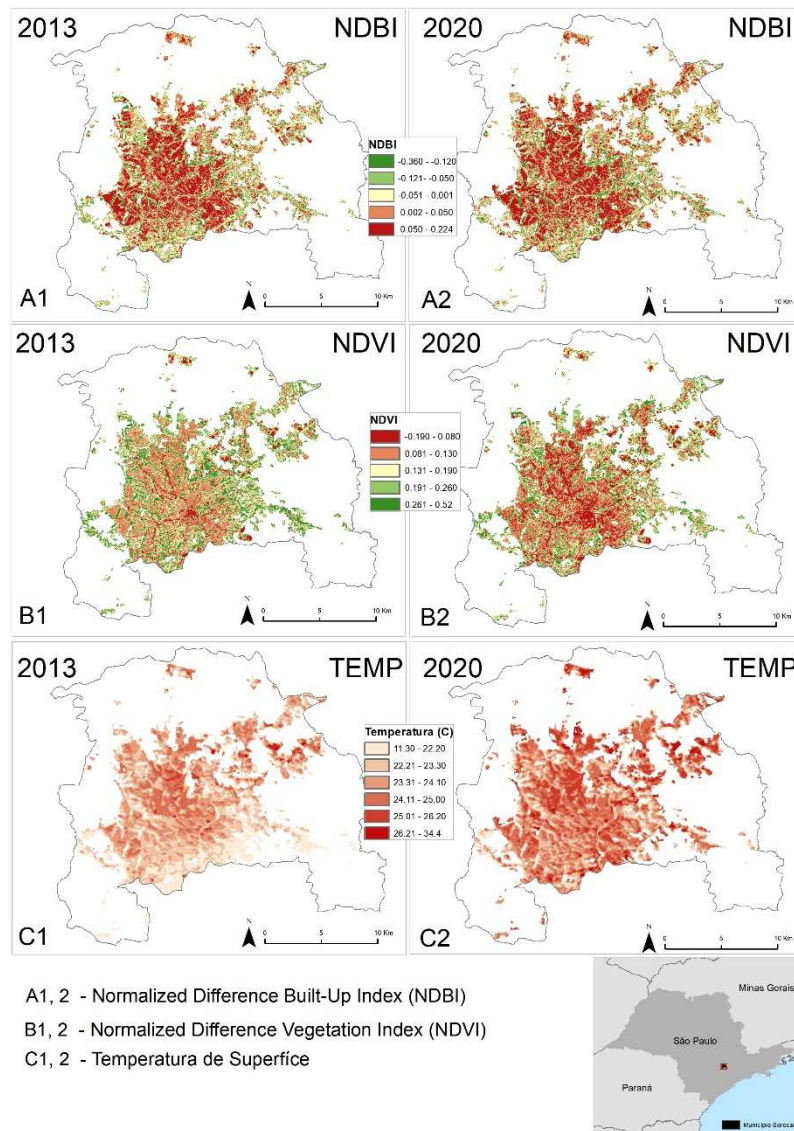 2013 NDBI
2020 NDBI
NDBI
-0.360 - -0.120
-0.121- -0.050
0.051 - 0.001
0.002 - 0.050
0.050 - 0.224
A1
N
0 5 10 Km
A2
N
0 5 10 Km
2013 NDVI
2020 NDVI
NDVI
-0.190 - 0.080
0.081 - 0.130
0.131 - 0.190
0.191 - 0.260
0.261 - 0.52
B1
N
0 5 10 Km
B2
N
0 5 10 Km
2013 TEMP
2020 TEMP
Temperatura (C)
11.30 - 22.20
22.21 - 23.30
23.31 - 24.10
24.11 - 25.00
25.01 - 26.20
26.21 - 34.4
C1
N
0 5 10 Km
C2
N
0 5 10 Km
A1, 2 - Normalized Difference Built-Up Index (NDBI)
B1, 2 - Normalized Difference Vegetation Index (NDVI)
C1, 2 - Temperatura de Superfíce
Minas Gerais
São Paulo
Paraná
Município